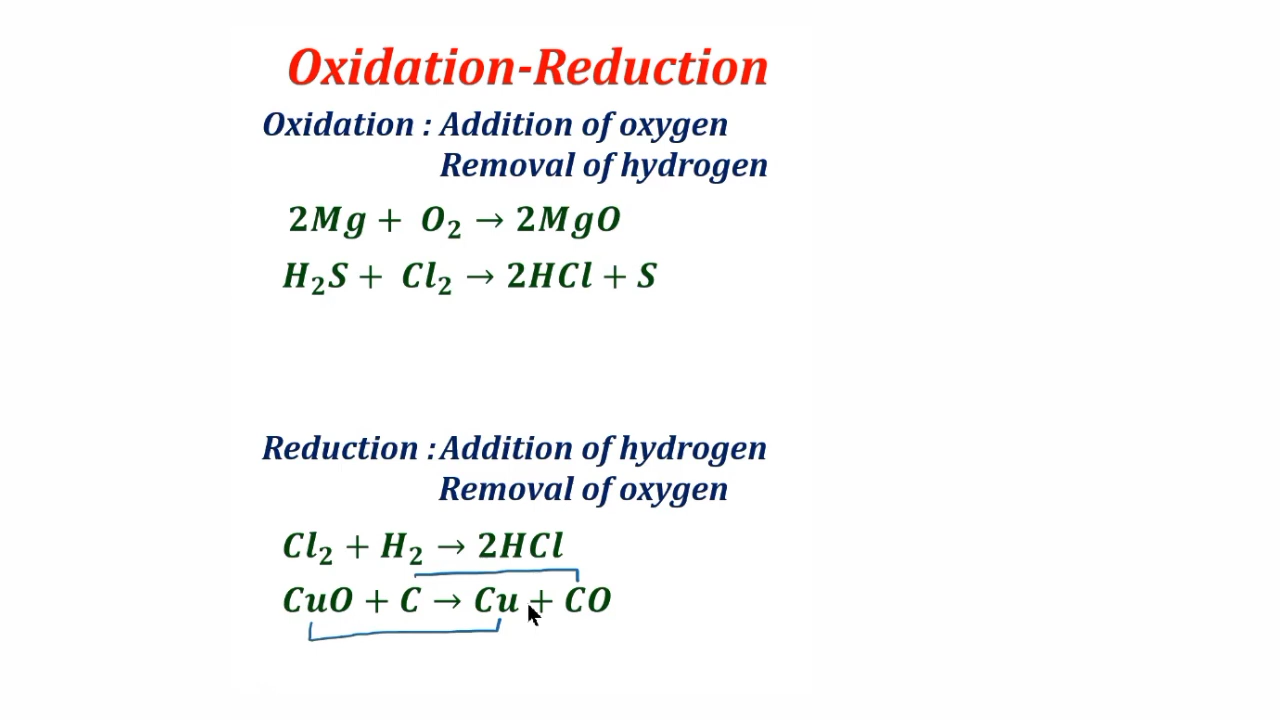 Oxidation-Reduction
Oxidation : Addition of oxygen
Removal of hydrogen
2Mg + O₂ → 2MgO
H₂S + Cl₂ → 2HCl + S
Reduction : Addition of hydrogen
Removal of oxygen
Cl₂ + H₂ → 2HCl
CuO + C → Cu + CO